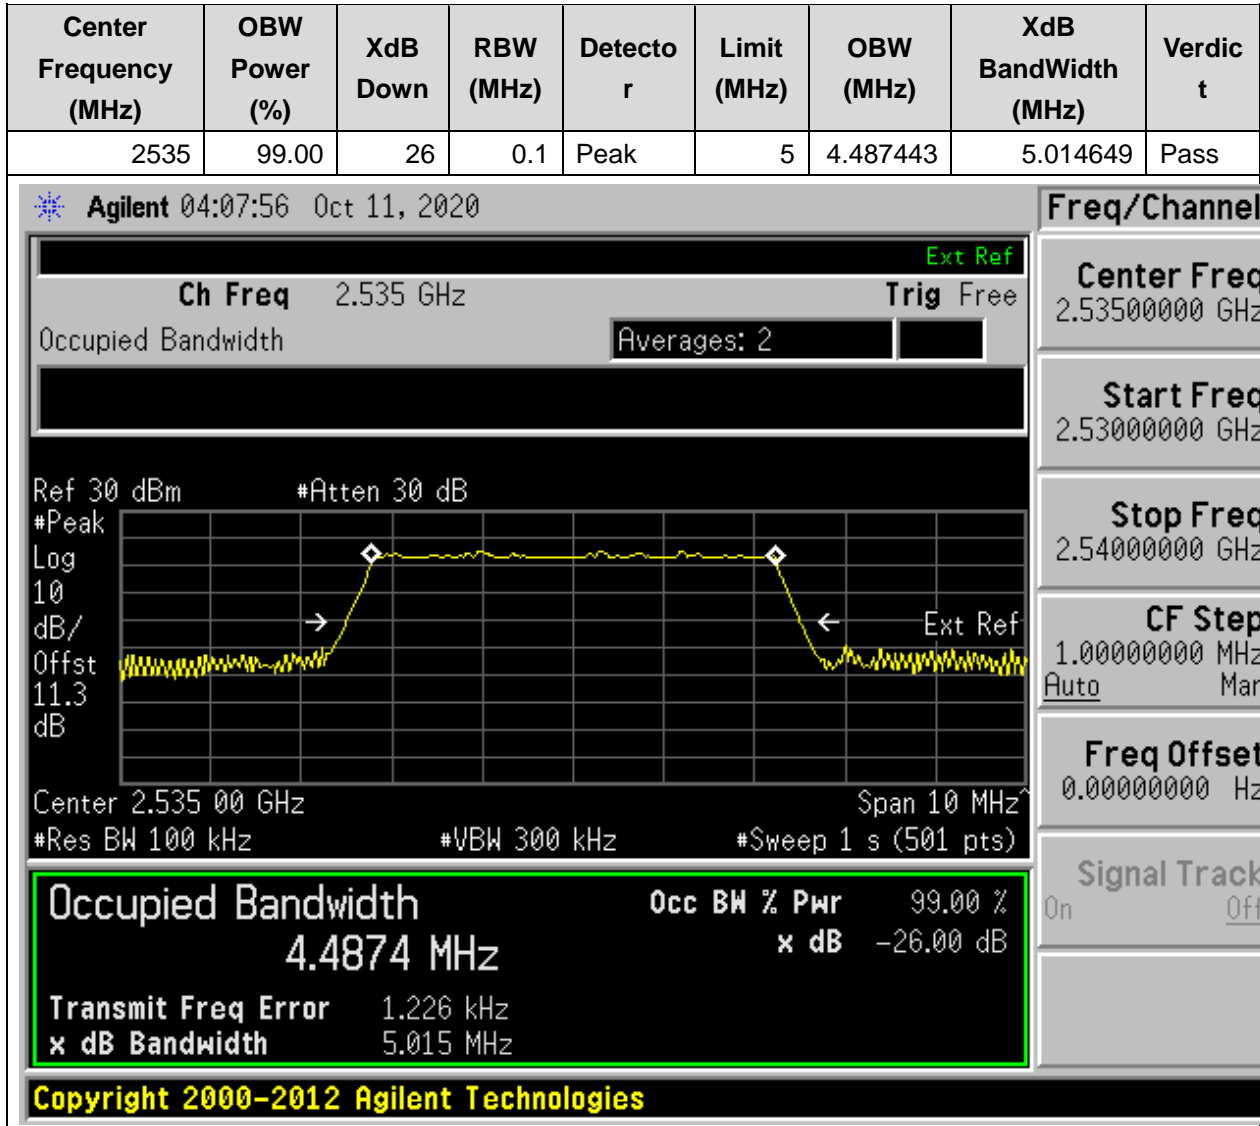 Center Frequency (MHz) OBW Power (%) XdB Down RBW (MHz) Detecto r Limit (MHz) OBW (MHz) XdB BandWidth (MHz) Verdic t
2535 99.00 26 0.1 Peak 5 4.487443 5.014649 Pass
Agilent 04:07:56 Oct 11, 2020
Freq/Channel
Ext Ref
Ch Freq 2.535 GHz Trig Free
Occupied Bandwidth Averages: 2
Center Freq
2.53500000 GHz
Start Freq
2.53000000 GHz
Stop Freq
2.54000000 GHz
CF Step
1.00000000 MHz
Auto Man
Freq Offset
0.00000000 Hz
Signal Track
On Off
Ref 30 dBm #Atten 30 dB
#Peak
Log
10
dB/
Offst
11.3
dB
Ext Ref
Center 2.535 00 GHz Span 10 MHz^
#Res BW 100 kHz #VBW 300 kHz #Sweep 1 s (501 pts)
Occupied Bandwidth
4.4874 MHz
Occ BW % Pwr 99.00 %
x dB -26.00 dB
Transmit Freq Error 1.226 kHz
x dB Bandwidth 5.015 MHz
Copyright 2000-2012 Agilent Technologies